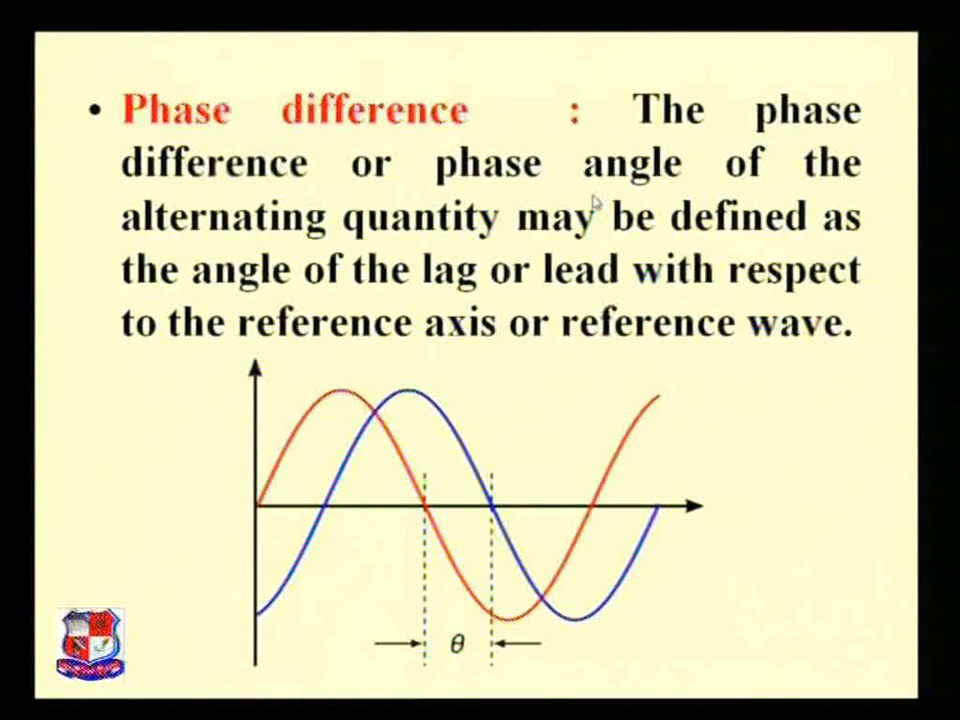 • Phase difference : The phase
difference or phase angle of the
alternating quantity may be defined as
the angle of the lag or lead with respect
to the reference axis or reference wave.
θ